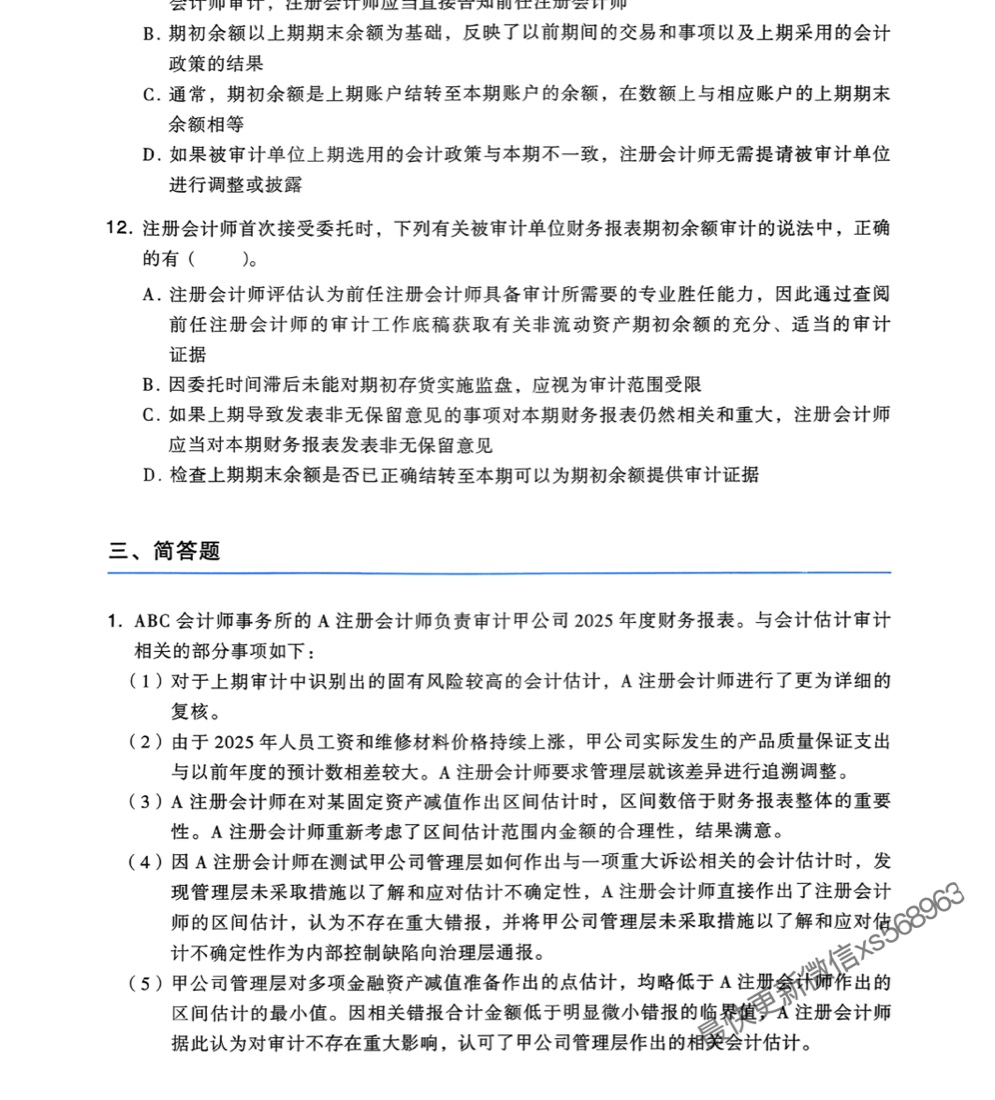 会计师审计，注册会计师应当直接告知前任注册会计师
B. 期初余额以上期期末余额为基础，反映了以前期间的交易和事项以及上期采用的会计
政策的结果
C. 通常，期初余额是上期账户结转至本期账户的余额，在数额上与相应账户的上期期末
余额相等
D. 如果被审计单位上期选用的会计政策与本期不一致，注册会计师无需提请被审计单位
进行调整或披露
12. 注册会计师首次接受委托时，下列有关被审计单位财务报表期初余额审计的说法中，正确
的有（　　）。
A. 注册会计师评估认为前任注册会计师具备审计所需要的专业胜任能力，因此通过查阅
前任注册会计师的审计工作底稿获取有关非流动资产期初余额的充分、适当的审计
证据
B. 因委托时间滞后未能对期初存货实施监盘，应视为审计范围受限
C. 如果上期导致发表非无保留意见的事项对本期财务报表仍然相关和重大，注册会计师
应当对本期财务报表发表非无保留意见
D. 检查上期期末余额是否已正确结转至本期可以为期初余额提供审计证据
三、简答题
1. ABC 会计师事务所的 A 注册会计师负责审计甲公司 2025 年度财务报表。与会计估计审计
相关的部分事项如下：
（1）对于上期审计中识别出的固有风险较高的会计估计，A 注册会计师进行了更为详细的
复核。
（2）由于 2025 年人员工资和维修材料价格持续上涨，甲公司实际发生的产品质量保证支出
与以前年度的预计数相差较大。A 注册会计师要求管理层就该差异进行追溯调整。
（3）A 注册会计师在对某固定资产减值作出区间估计时，区间数倍于财务报表整体的重要
性。A 注册会计师重新考虑了区间估计范围内金额的合理性，结果满意。
（4）因 A 注册会计师在测试甲公司管理层如何作出与一项重大诉讼相关的会计估计时，发
现管理层未采取措施以了解和应对估计不确定性，A 注册会计师直接作出了注册会计
师的区间估计，认为不存在重大错报，并将甲公司管理层未采取措施以了解和应对估
计不确定性作为内部控制缺陷向治理层通报。
（5）甲公司管理层对多项金融资产减值准备作出的点估计，均略低于 A 注册会计师作出的
区间估计的最小值。因相关错报合计金额低于明显微小错报的临界值，A 注册会计师
据此认为对审计不存在重大影响，认可了甲公司管理层作出的相关会计估计。
最快更新微信xs568963